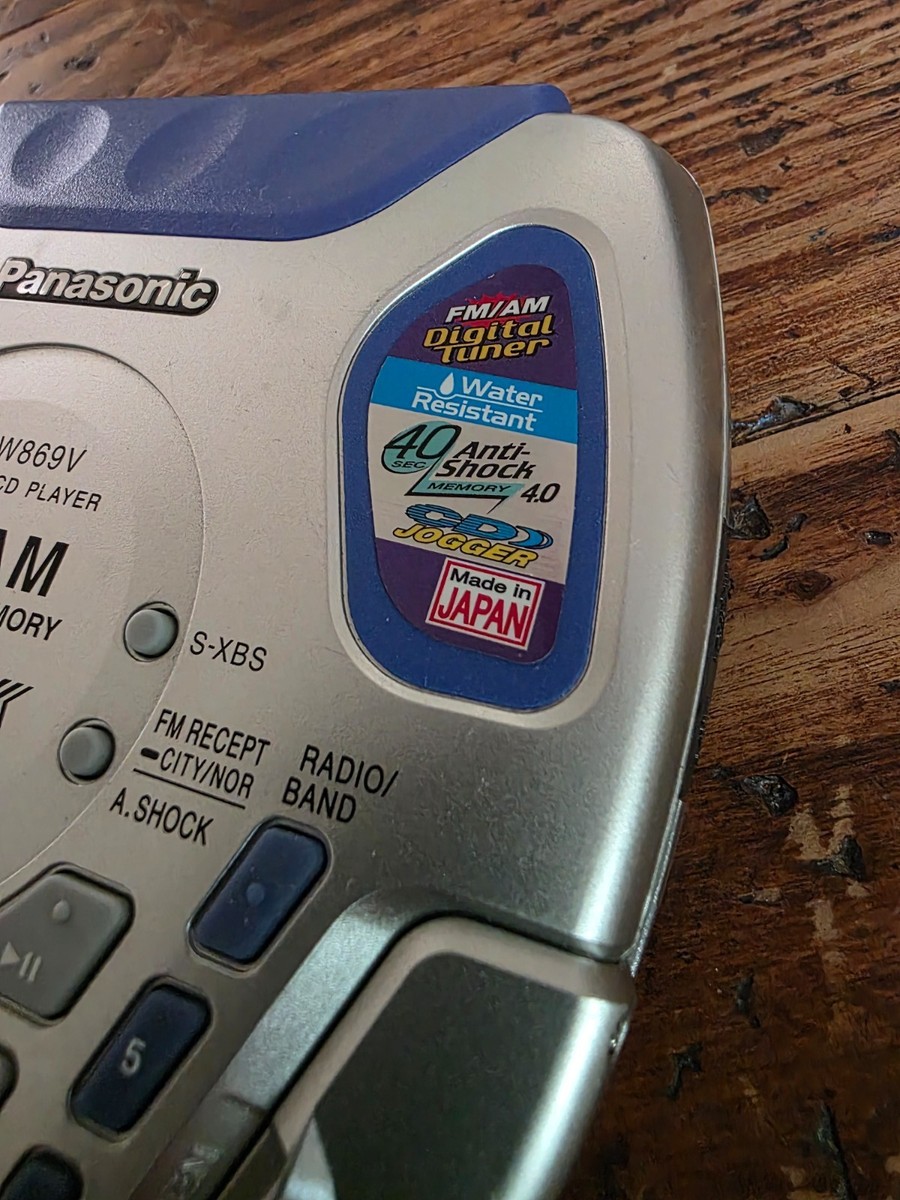 Panasonic
FM/AM
Digital
Tuner
Water
Resistant
40 Anti-
SEC Shock
MEMORY 4.0
CD
JOGGER
Made in
JAPAN
W869V
CD PLAYER
AM
MORY
S-XBS
FM RECEPT
CITY/NOR
A.SHOCK
RADIO/
BAND
5